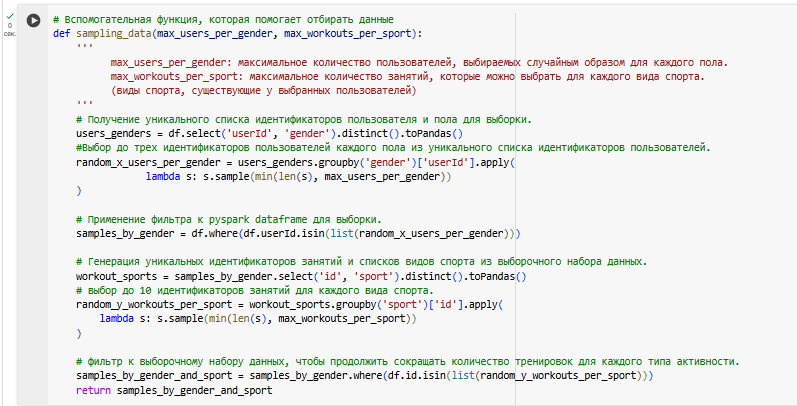 0
сек.
# Вспомогательная функция, которая помогает отбирать данные
def sampling_data(max_users_per_gender, max_workouts_per_sport):
    '''
        max_users_per_gender: максимальное количество пользователей, выбираемых случайным образом для каждого пола.
        max_workouts_per_sport: максимальное количество занятий, которые можно выбрать для каждого вида спорта.
        (виды спорта, существующие у выбранных пользователей)
    '''
    # Получение уникального списка идентификаторов пользователя и пола для выборки.
    users_genders = df.select('userId', 'gender').distinct().toPandas()
    #Выбор до трех идентификаторов пользователей каждого пола из уникального списка идентификаторов пользователей.
    random_x_users_per_gender = users_genders.groupby('gender')['userId'].apply(
              lambda s: s.sample(min(len(s), max_users_per_gender))
    )
    # Применение фильтра к pyspark dataframe для выборки.
    samples_by_gender = df.where(df.userId.isin(list(random_x_users_per_gender)))
    # Генерация уникальных идентификаторов занятий и списков видов спорта из выборочного набора данных.
    workout_sports = samples_by_gender.select('id', 'sport').distinct().toPandas()
    # выбор до 10 идентификаторов занятий для каждого вида спорта.
    random_y_workouts_per_sport = workout_sports.groupby('sport')['id'].apply(
        lambda s: s.sample(min(len(s), max_workouts_per_sport))
    )
    # фильтр к выборочному набору данных, чтобы продолжить сокращать количество тренировок для каждого типа активности.
    samples_by_gender_and_sport = samples_by_gender.where(df.id.isin(list(random_y_workouts_per_sport)))
    return samples_by_gender_and_sport